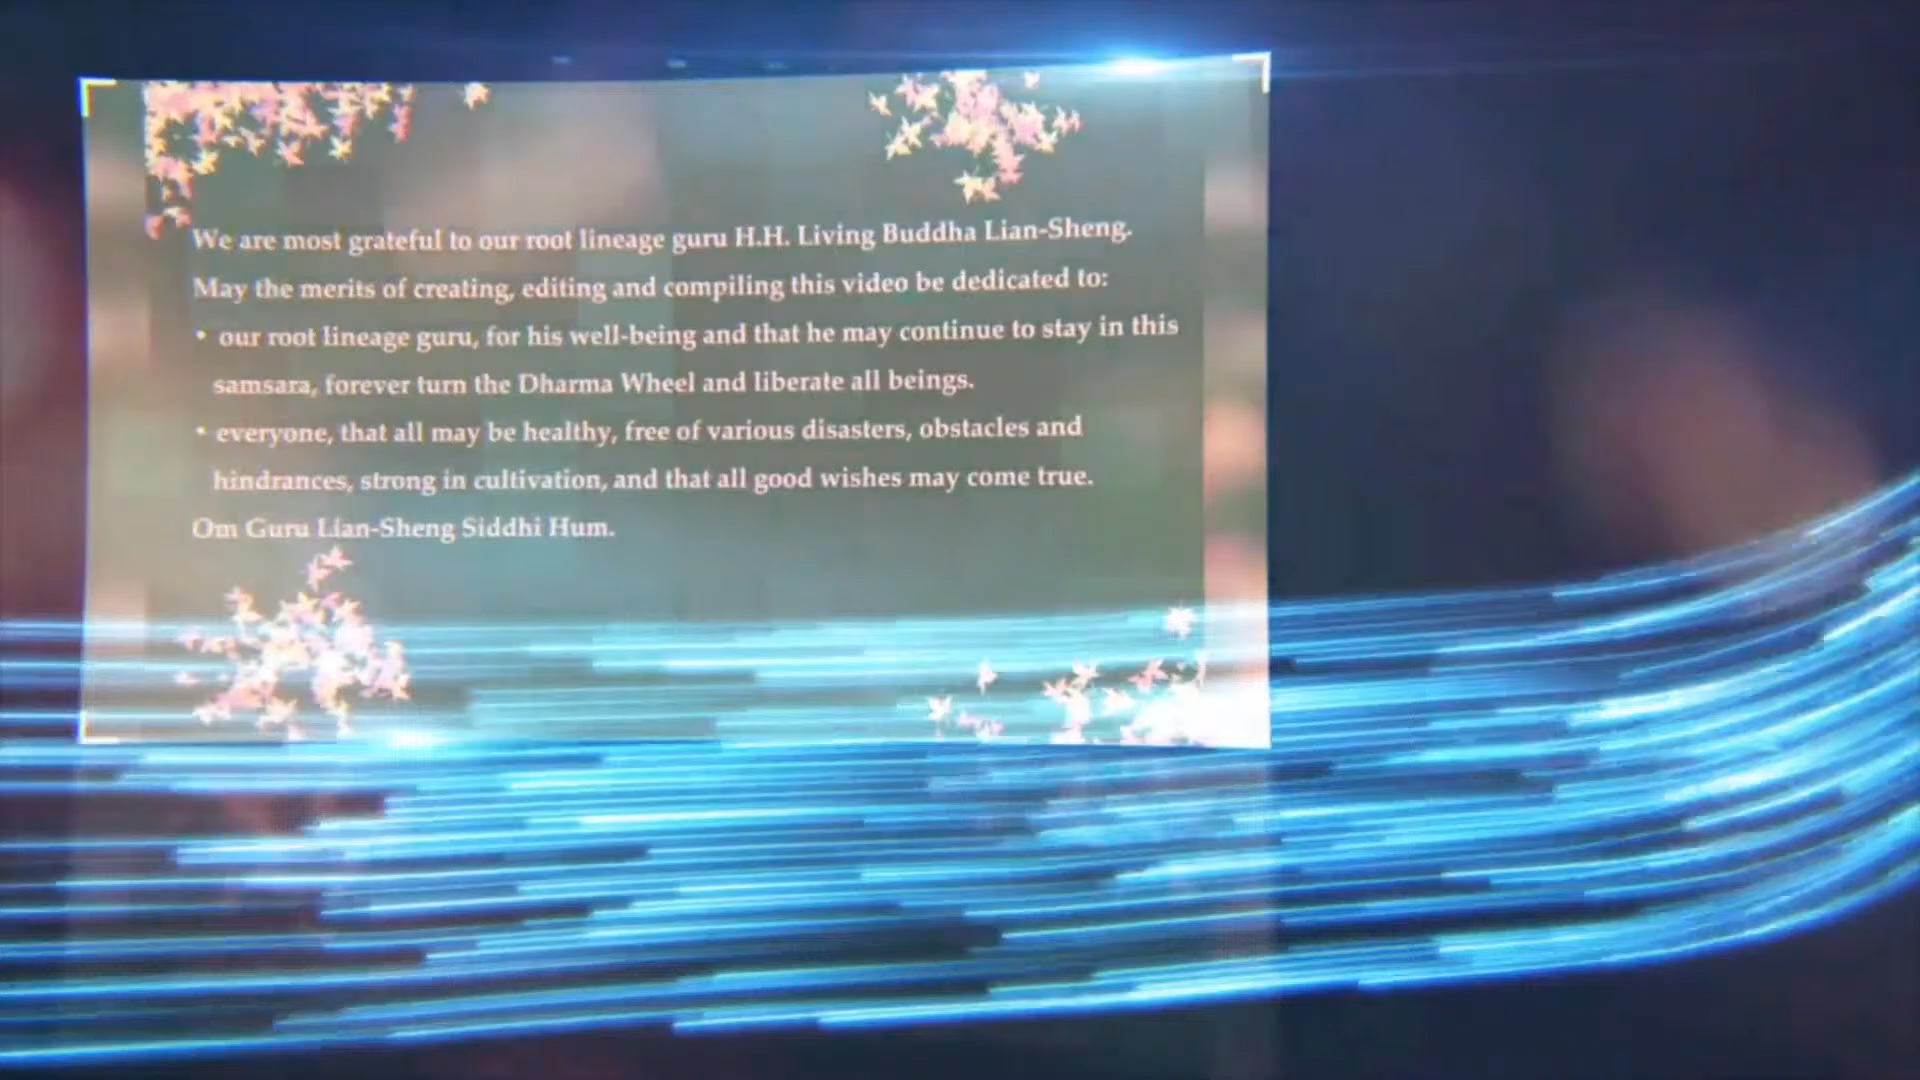 We are most grateful to our root lineage guru H.H. Living Buddha Lian-Sheng.
May the merits of creating, editing and compiling this video be dedicated to:
• our root lineage guru, for his well-being and that he may continue to stay in this
samsara, forever turn the Dharma Wheel and liberate all beings.
• everyone, that all may be healthy, free of various disasters, obstacles and
hindrances, strong in cultivation, and that all good wishes may come true.
Om Guru Lian-Sheng Siddhi Hum.